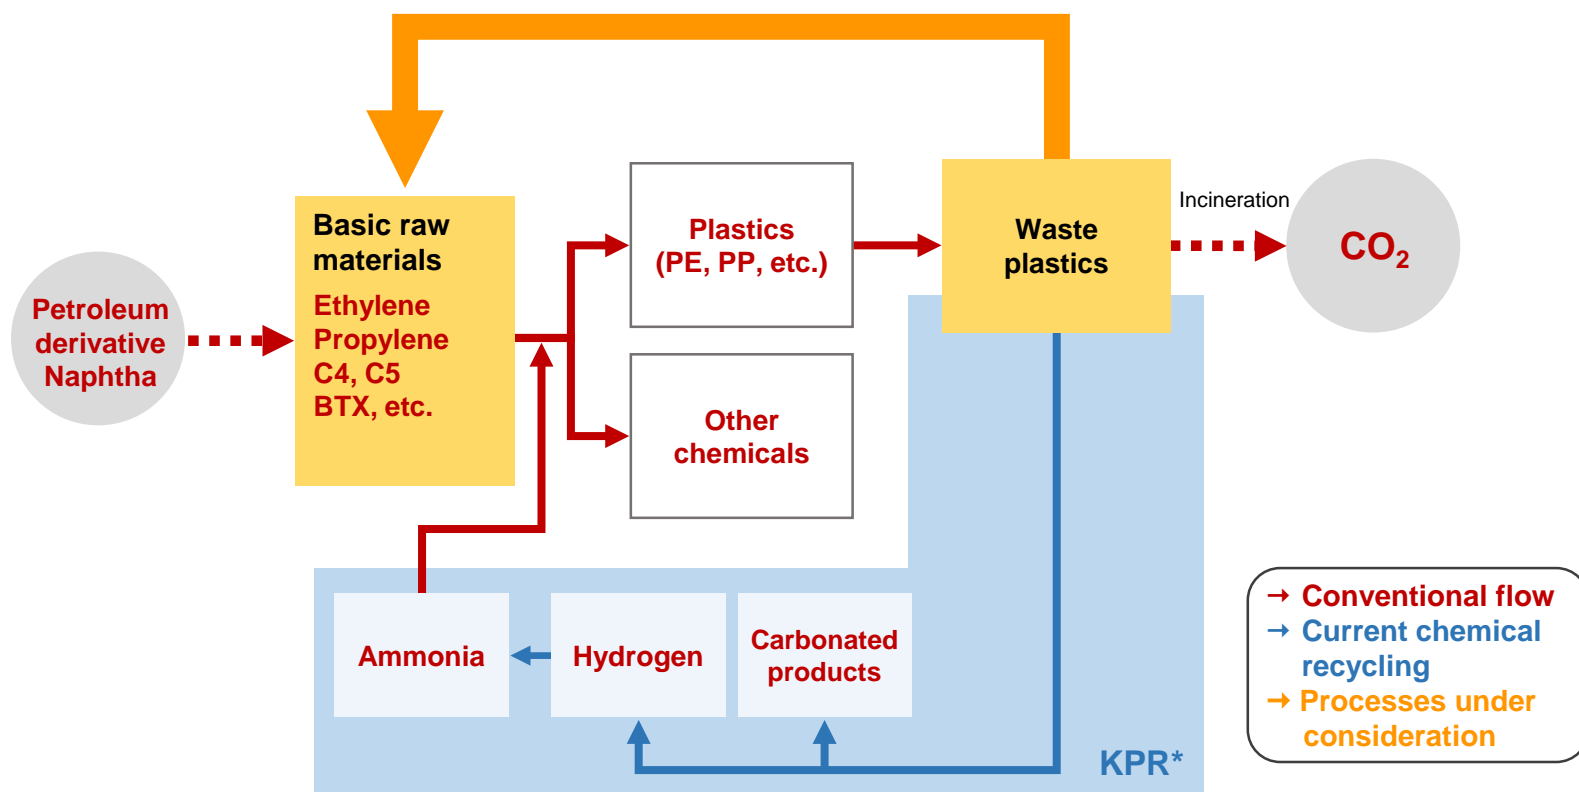 Petroleum
derivative
Naphtha
Basic raw
materials
Ethylene
Propylene
C4, C5
BTX, etc.
Plastics
(PE, PP, etc.)
Other
chemicals
Waste
plastics
Incineration
CO₂
Ammonia
Hydrogen
Carbonated
products
KPR*
→ Conventional flow
→ Current chemical
recycling
→ Processes under
consideration